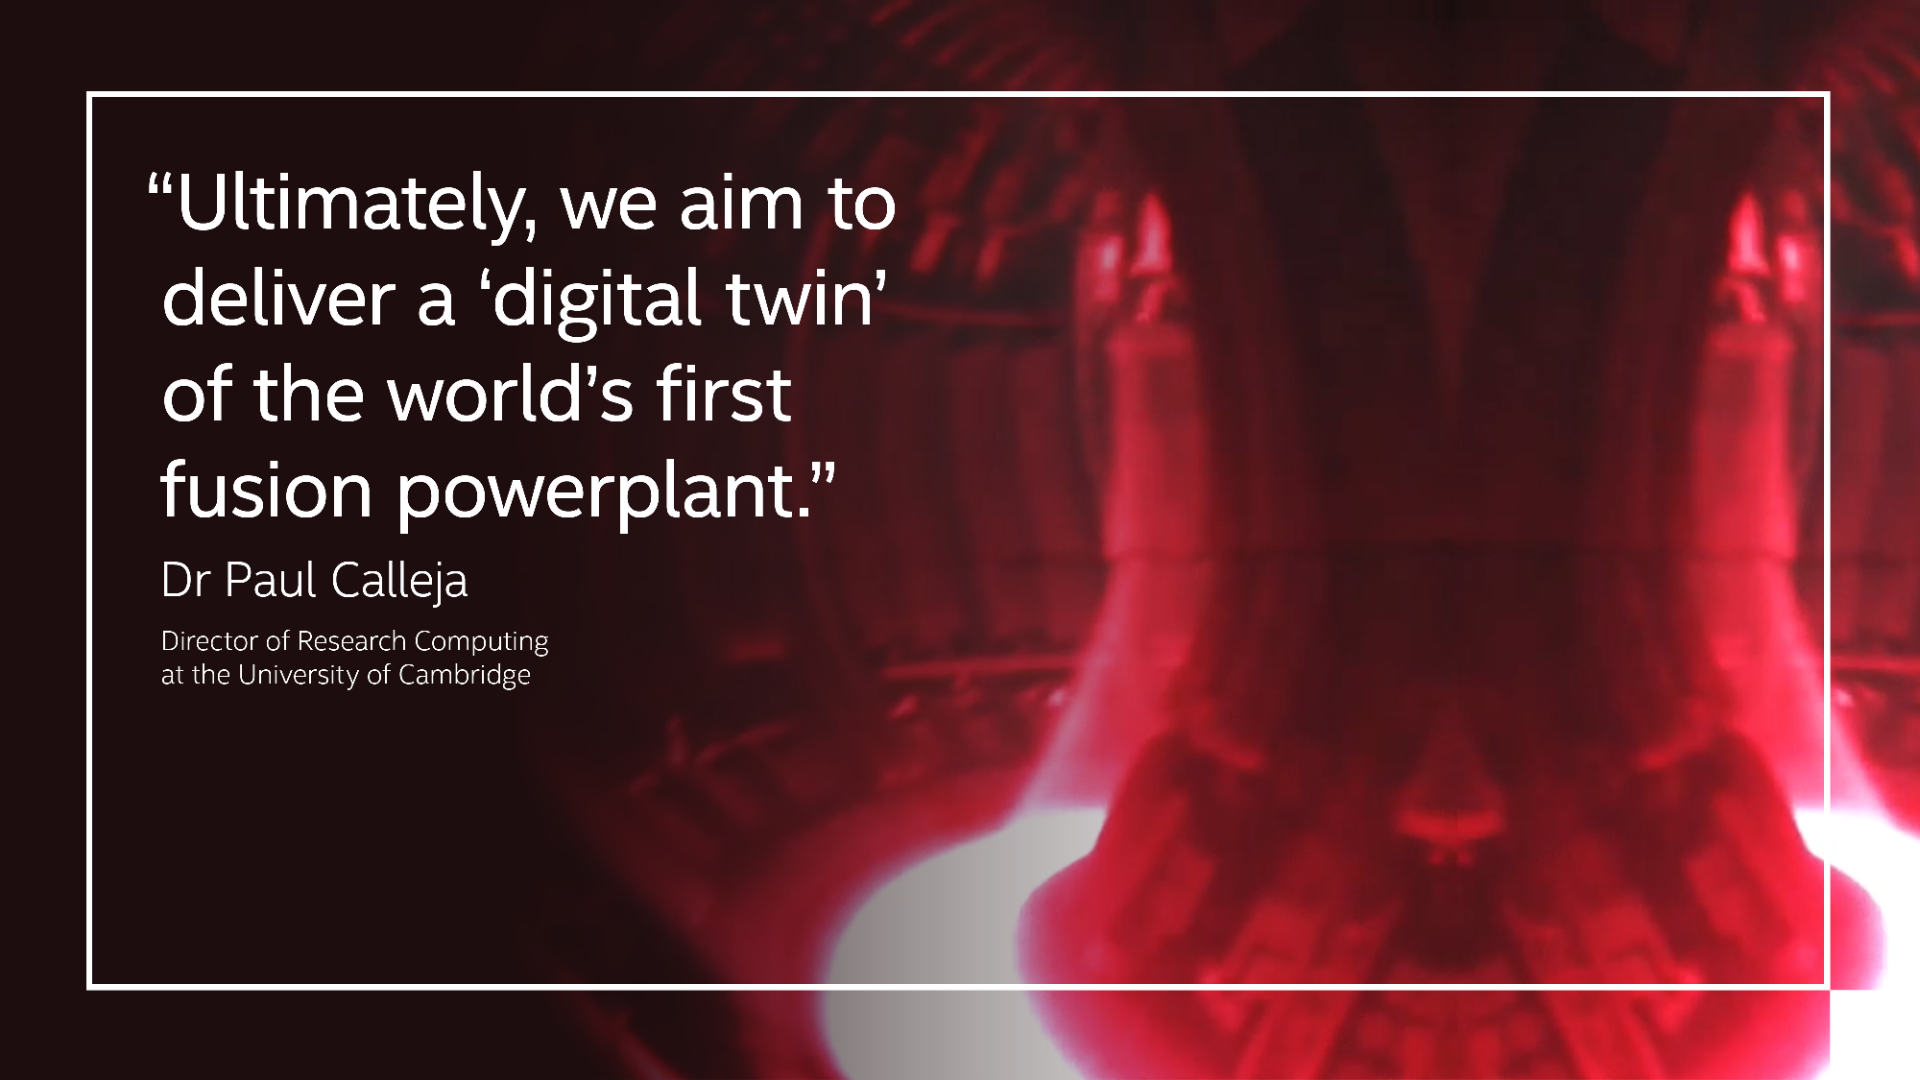 “Ultimately, we aim to
deliver a ‘digital twin’
of the world’s first
fusion powerplant.”
Dr Paul Calleja
Director of Research Computing
at the University of Cambridge